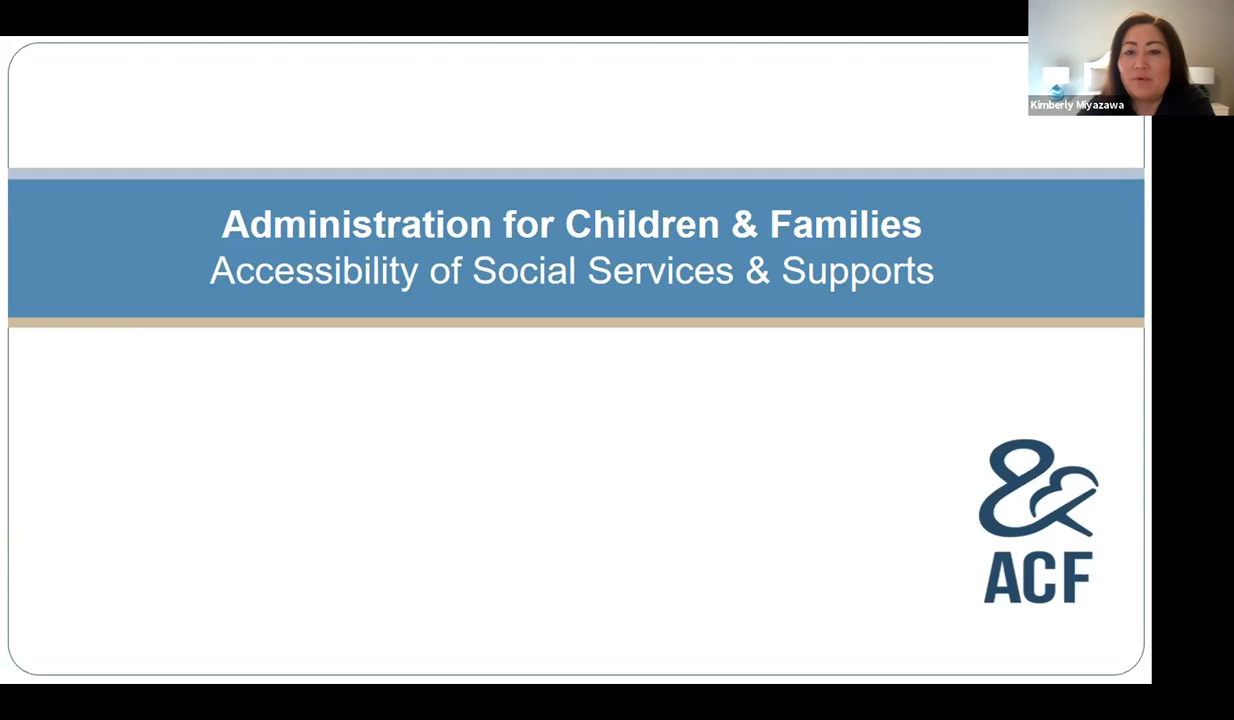 Kimberly Miyazawa
Administration for Children & Families
Accessibility of Social Services & Supports
&
ACF